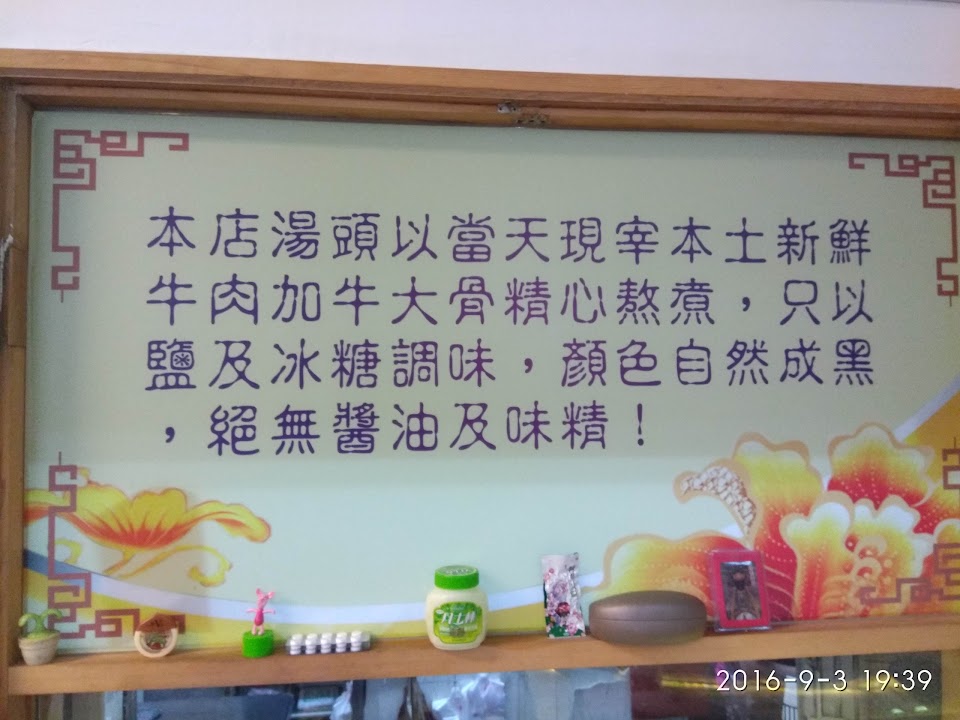 本店湯頭以當天現宰本土新鮮
牛肉加牛大骨精心熬煮，只以
鹽及冰糖調味，顏色自然成黑
，絕無醬油及味精！
2016-9-3 19:39